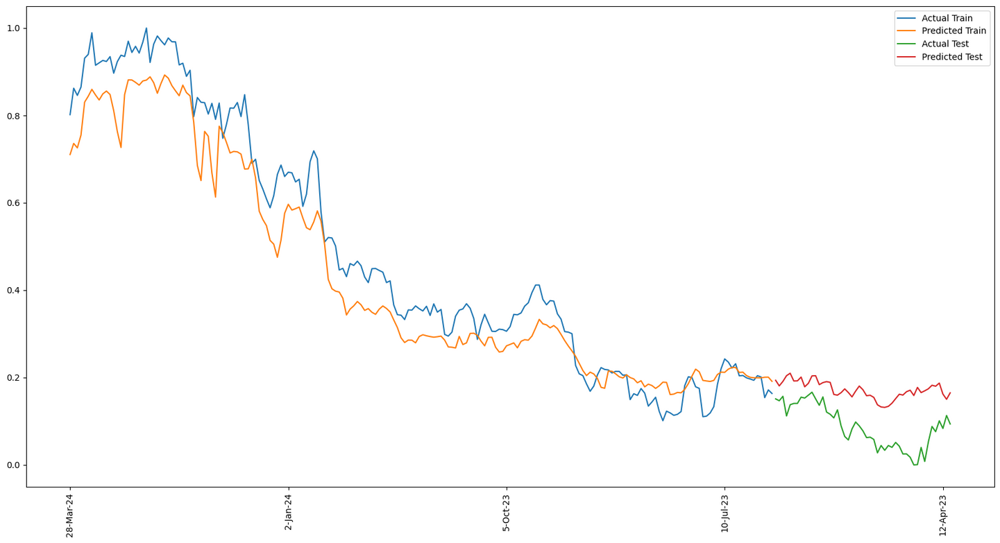 Actual Train
Predicted Train
Actual Test
Predicted Test
1.0
0.8
0.6
0.4
0.2
0.0
28-Mar-24
2-Jan-24
5-Oct-23
10-Jul-23
12-Apr-23